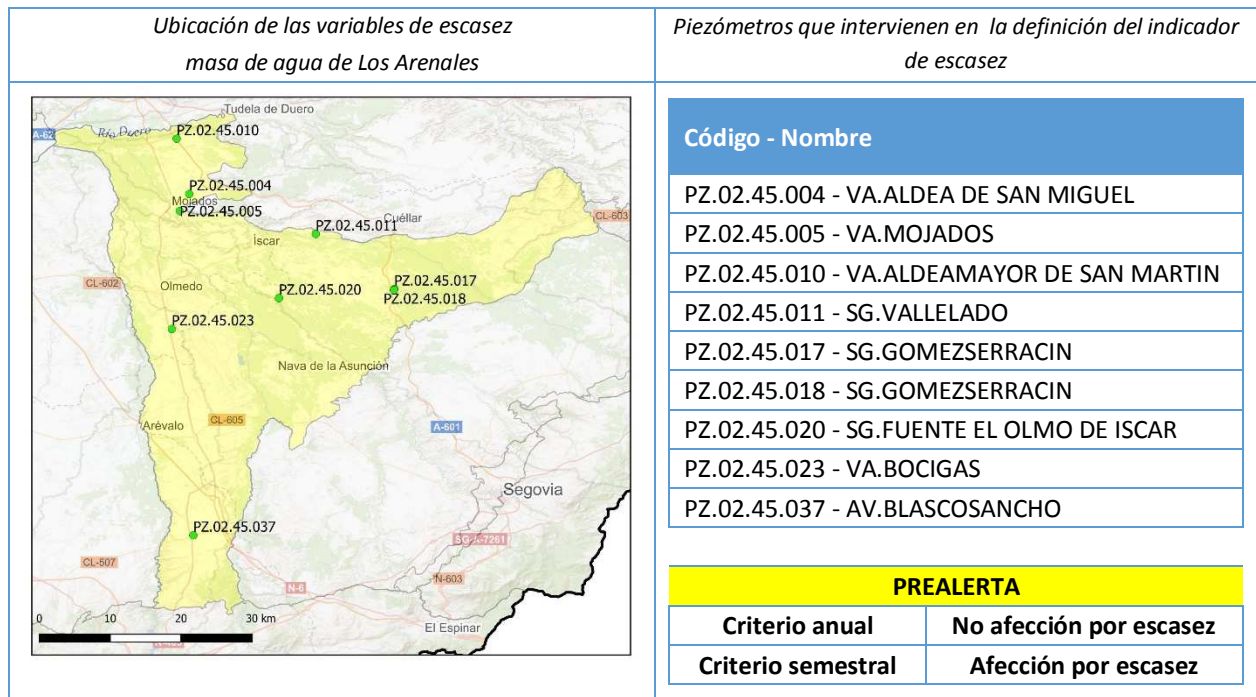 Ubicación de las variables de escasez
masa de agua de Los Arenales
Piezómetros que intervienen en la definición del indicador
de escasez
Tudela de Duero
A-62
Río Duero
PZ.02.45.010
PZ.02.45.004
Mojados
PZ.02.45.005
PZ.02.45.011
Cuéllar
CL-603
Íscar
CL-602
Olmedo
PZ.02.45.017
PZ.02.45.020
PZ.02.45.018
PZ.02.45.023
Nava de la Asunción
CL-605
Arévalo
A-601
Segovia
PZ.02.45.037
SG-A-7261
CL-507
N-6
N-603
0 10 20 30 km
El Espinar
Código - Nombre
PZ.02.45.004 - VA.ALDEA DE SAN MIGUEL
PZ.02.45.005 - VA.MOJADOS
PZ.02.45.010 - VA.ALDEAMAYOR DE SAN MARTIN
PZ.02.45.011 - SG.VALLELADO
PZ.02.45.017 - SG.GOMEZSERRACIN
PZ.02.45.018 - SG.GOMEZSERRACIN
PZ.02.45.020 - SG.FUENTE EL OLMO DE ISCAR
PZ.02.45.023 - VA.BOCIGAS
PZ.02.45.037 - AV.BLASCOSANCHO
PREALERTA
Criterio anual No afección por escasez
Criterio semestral Afección por escasez